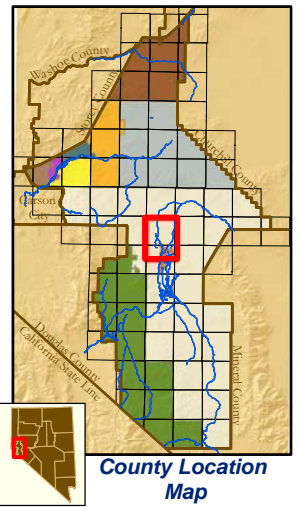 Washoe County
Storey County
Churchill County
Carson
City
Douglas County
California State Line
Mineral County
County Location
Map